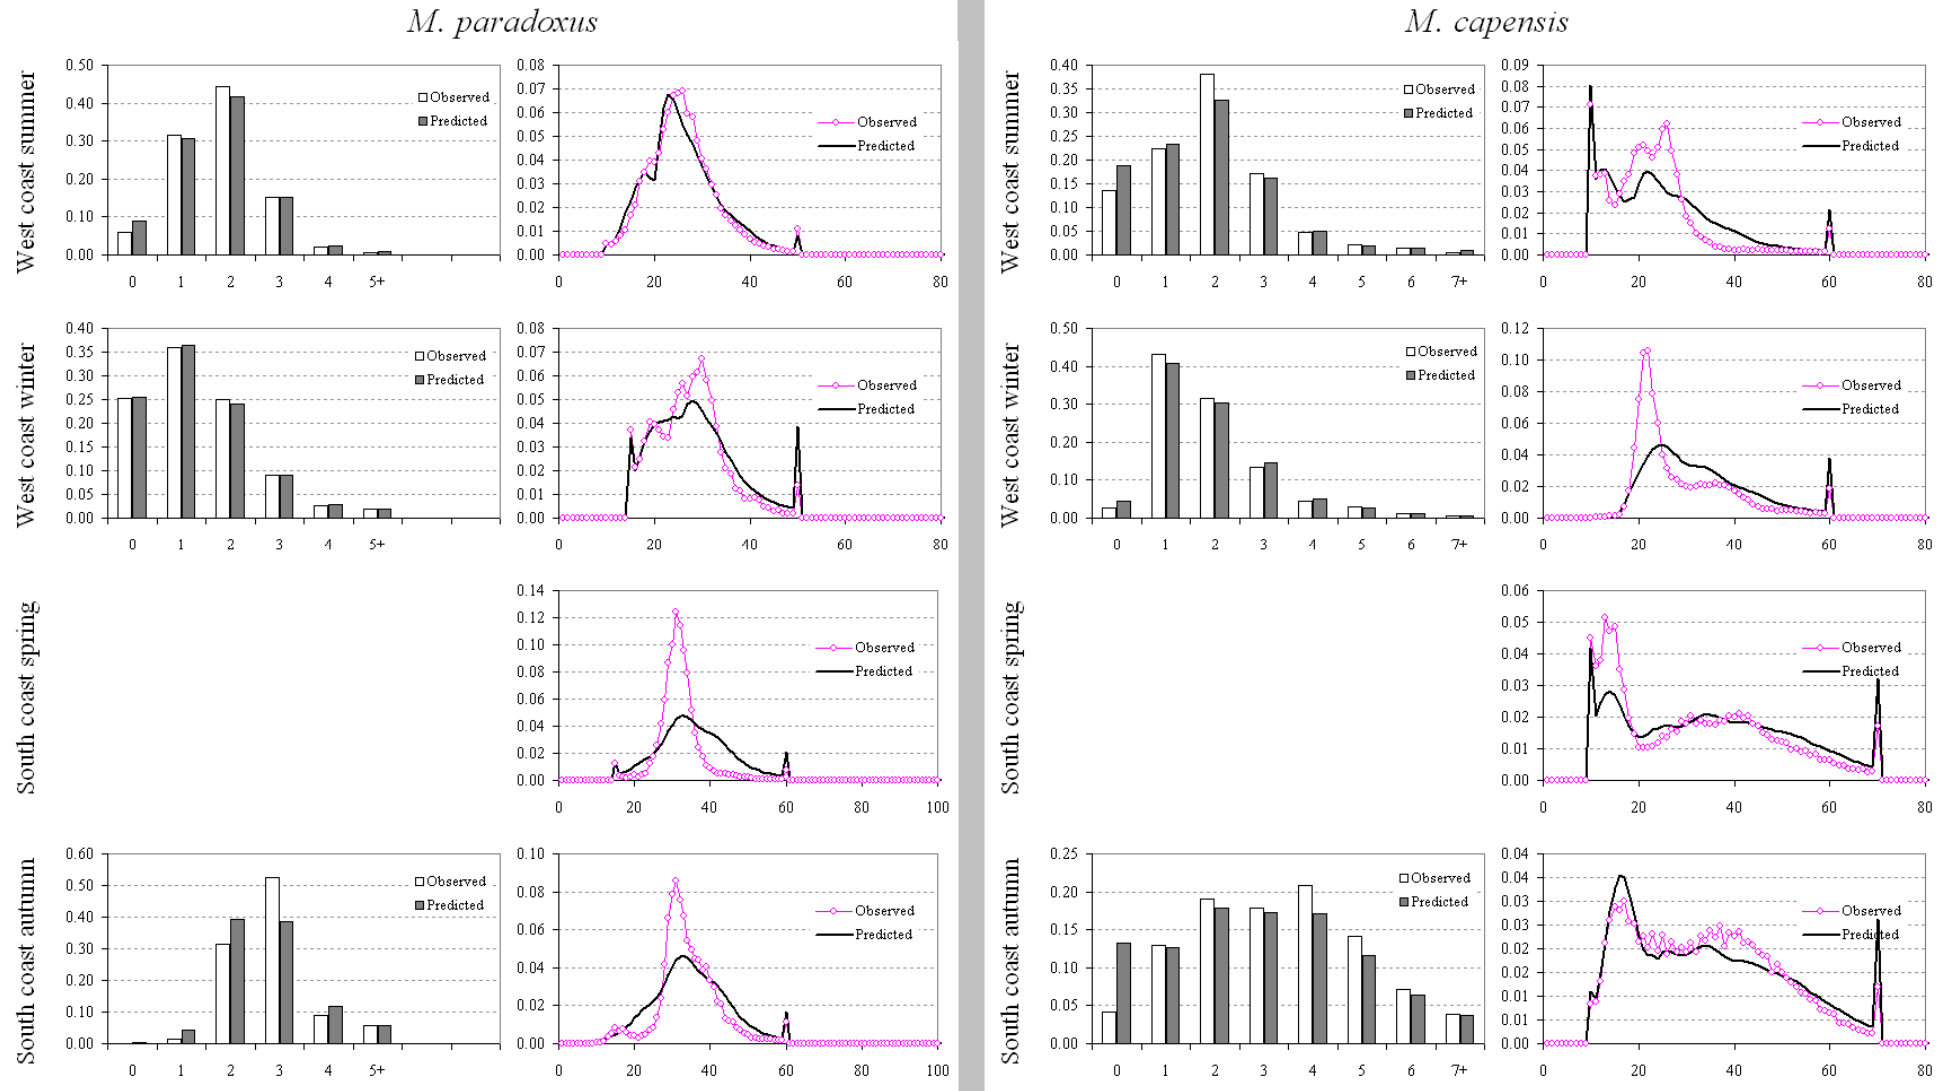 M. paradoxus
M. capensis
West coast summer
0.50
0.40
0.30
0.20
0.10
0.00
0 1 2 3 4 5+
Observed
Predicted
0.08
0.07
0.06
0.05
0.04
0.03
0.02
0.01
0.00
0 20 40 60 80
Observed
Predicted
West coast summer
0.40
0.35
0.30
0.25
0.20
0.15
0.10
0.05
0.00
0 1 2 3 4 5 6 7+
Observed
Predicted
0.09
0.08
0.07
0.06
0.05
0.04
0.03
0.02
0.01
0.00
0 20 40 60 80
Observed
Predicted
West coast winter
0.40
0.35
0.30
0.25
0.20
0.15
0.10
0.05
0.00
0 1 2 3 4 5+
Observed
Predicted
0.08
0.07
0.06
0.05
0.04
0.03
0.02
0.01
0.00
0 20 40 60 80
Observed
Predicted
West coast winter
0.50
0.40
0.30
0.20
0.10
0.00
0 1 2 3 4 5 6 7+
Observed
Predicted
0.12
0.10
0.08
0.06
0.04
0.02
0.00
0 20 40 60 80
Observed
Predicted
South coast spring
0.14
0.12
0.10
0.08
0.06
0.04
0.02
0.00
0 20 40 60 80 100
Observed
Predicted
South coast spring
0.06
0.05
0.04
0.03
0.02
0.01
0.00
0 20 40 60 80
Observed
Predicted
South coast autumn
0.60
0.50
0.40
0.30
0.20
0.10
0.00
0 1 2 3 4 5+
Observed
Predicted
0.10
0.08
0.06
0.04
0.02
0.00
0 20 40 60 80 100
Observed
Predicted
South coast autumn
0.25
0.20
0.15
0.10
0.05
0.00
0 1 2 3 4 5 6 7+
Observed
Predicted
0.04
0.04
0.03
0.03
0.02
0.02
0.01
0.01
0.00
0 20 40 60 80
Observed
Predicted